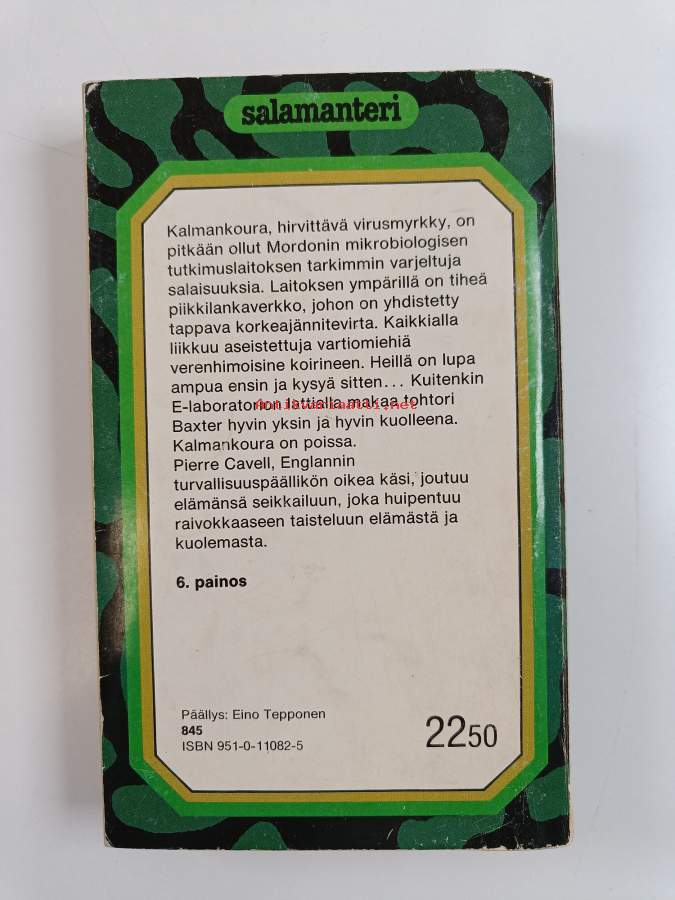 salamanteri
Kalmankoura, hirvittävä virusmyrkky, on
pitkään ollut Mordonin mikrobiologisen
tutkimuslaitoksen tarkimmin varjeltuja
salaisuuksia. Laitoksen ympärillä on tiheä
piikkilankaverkko, johon on yhdistetty
tappava korkeajännitevirta. Kaikkialla
liikkuu aseistettuja vartiomiehiä
verenhimoisine koirineen. Heillä on lupa
ampua ensin ja kysyä sitten... Kuitenkin
E-laboratorion lattialla makaa tohtori
Antikvariaatti.net
Baxter hyvin yksin ja hyvin kuolleena.
Kalmankoura on poissa.
Pierre Cavell, Englannin
turvallisuuspäällikön oikea käsi, joutuu
elämänsä seikkailuun, joka huipentuu
raivokkaaseen taisteluun elämästä ja
kuolemasta.
6. painos
Päällys: Eino Tepponen
845
ISBN 951-0-11082-5
2250